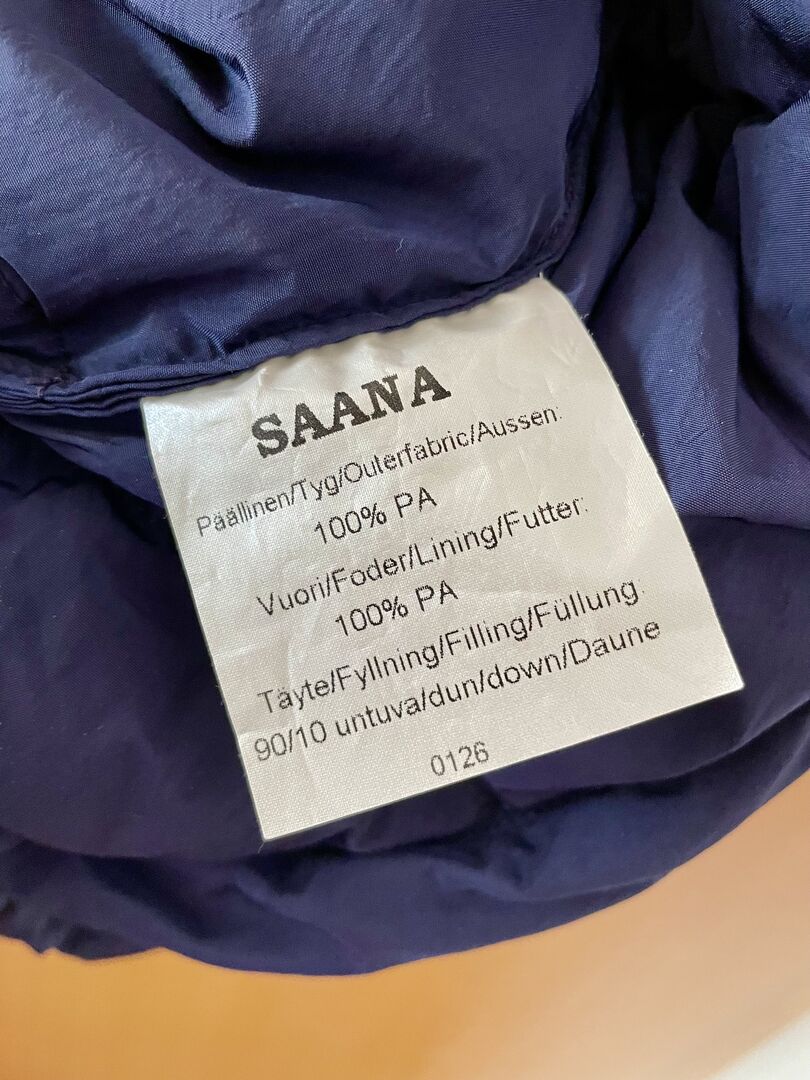 SAANA
Päällinen/Tyg/Outerfabric/Aussen:
100% PA
Vuori/Foder/Lining/Futter:
100% PA
Täyte/Fyllning/Filling/Füllung
90/10 untuva/dun/down/Daune
0126